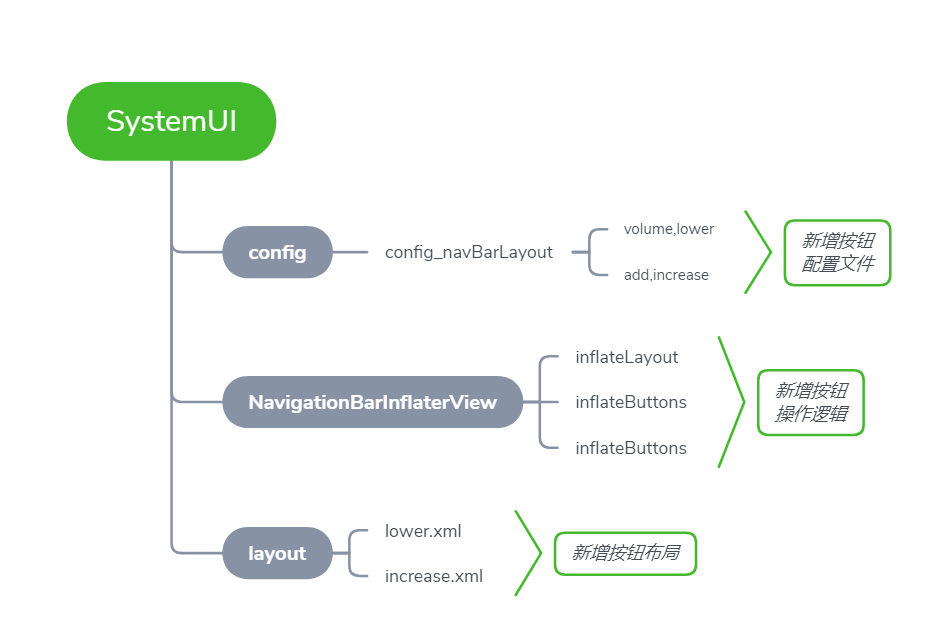 SystemUI
config
config_navBarLayout
volume,lower
add,increase
新增按钮
配置文件
NavigationBarInflaterView
inflateLayout
inflateButtons
inflateButtons
新增按钮
操作逻辑
layout
lower.xml
increase.xml
新增按钮布局